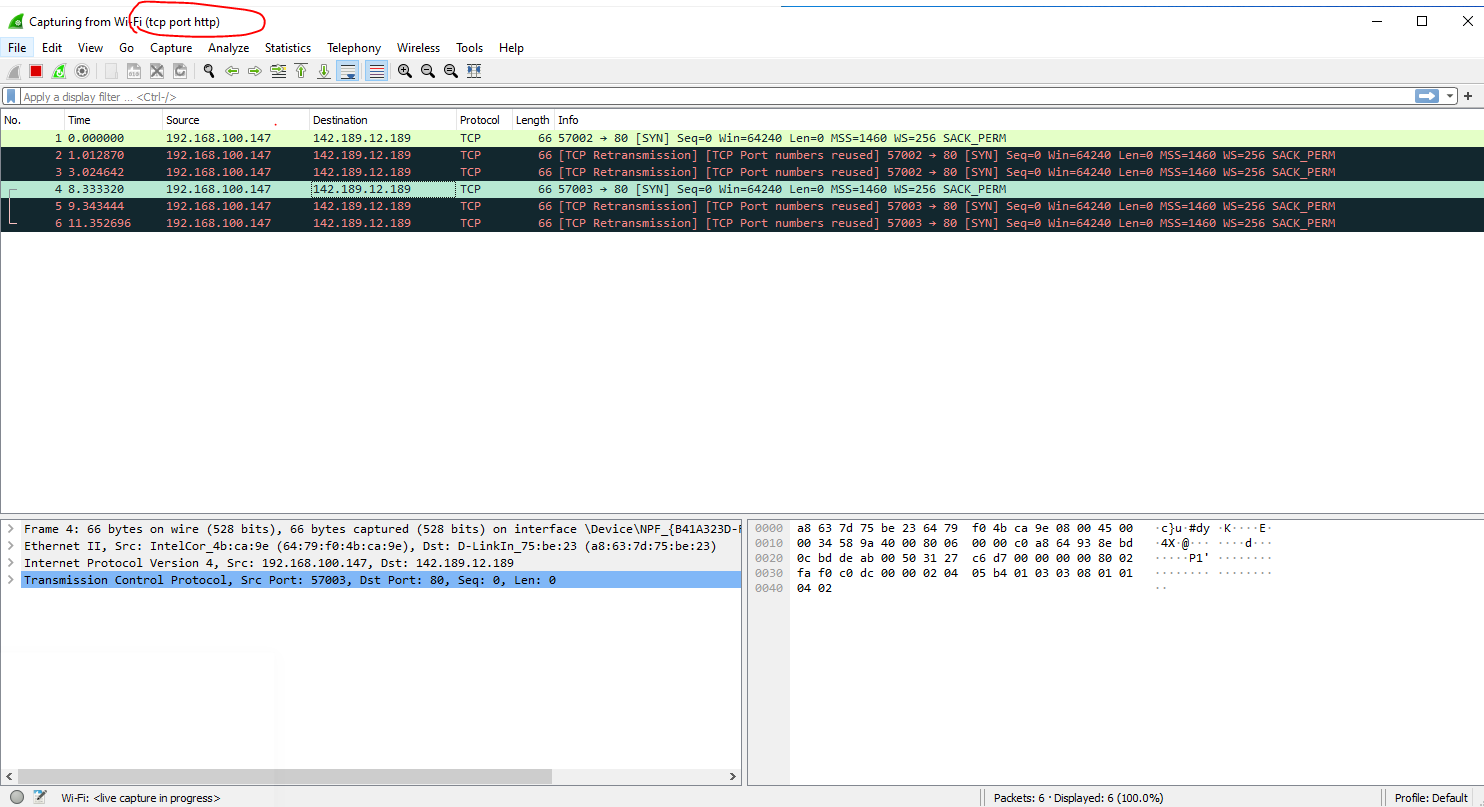 Capturing from Wi-Fi (tcp port http)
File Edit View Go Capture Analyze Statistics Telephony Wireless Tools Help
Apply a display filter ... <Ctrl-/>
No. Time Source Destination Protocol Length Info
1 0.000000 192.168.100.147 142.189.12.189 TCP 66 57002 → 80 [SYN] Seq=0 Win=64240 Len=0 MSS=1460 WS=256 SACK_PERM
2 1.012870 192.168.100.147 142.189.12.189 TCP 66 [TCP Retransmission] [TCP Port numbers reused] 57002 → 80 [SYN] Seq=0 Win=64240 Len=0 MSS=1460 WS=256 SACK_PERM
3 3.024642 192.168.100.147 142.189.12.189 TCP 66 [TCP Retransmission] [TCP Port numbers reused] 57002 → 80 [SYN] Seq=0 Win=64240 Len=0 MSS=1460 WS=256 SACK_PERM
4 8.333320 192.168.100.147 142.189.12.189 TCP 66 57003 → 80 [SYN] Seq=0 Win=64240 Len=0 MSS=1460 WS=256 SACK_PERM
5 9.343444 192.168.100.147 142.189.12.189 TCP 66 [TCP Retransmission] [TCP Port numbers reused] 57003 → 80 [SYN] Seq=0 Win=64240 Len=0 MSS=1460 WS=256 SACK_PERM
6 11.352696 192.168.100.147 142.189.12.189 TCP 66 [TCP Retransmission] [TCP Port numbers reused] 57003 → 80 [SYN] Seq=0 Win=64240 Len=0 MSS=1460 WS=256 SACK_PERM
Frame 4: 66 bytes on wire (528 bits), 66 bytes captured (528 bits) on interface \Device\NPF_{B41A323D-F
Ethernet II, Src: IntelCor_4b:ca:9e (64:79:f0:4b:ca:9e), Dst: D-LinkIn_75:be:23 (a8:63:7d:75:be:23)
Internet Protocol Version 4, Src: 192.168.100.147, Dst: 142.189.12.189
Transmission Control Protocol, Src Port: 57003, Dst Port: 80, Seq: 0, Len: 0
0000 a8 63 7d 75 be 23 64 79 f0 4b ca 9e 08 00 45 00 ·c}u·#dy ·K····E·
0010 00 34 58 9a 40 00 80 06 00 00 c0 a8 64 93 8e bd ·4X·@··· ····d···
0020 0c bd de ab 00 50 31 27 c6 d7 00 00 00 00 80 02 ·····P1' ········
0030 fa f0 c0 dc 00 00 02 04 05 b4 01 03 03 08 01 01 ········ ········
0040 04 02 ··
Wi-Fi: <live capture in progress>
Packets: 6 · Displayed: 6 (100.0%)
Profile: Default